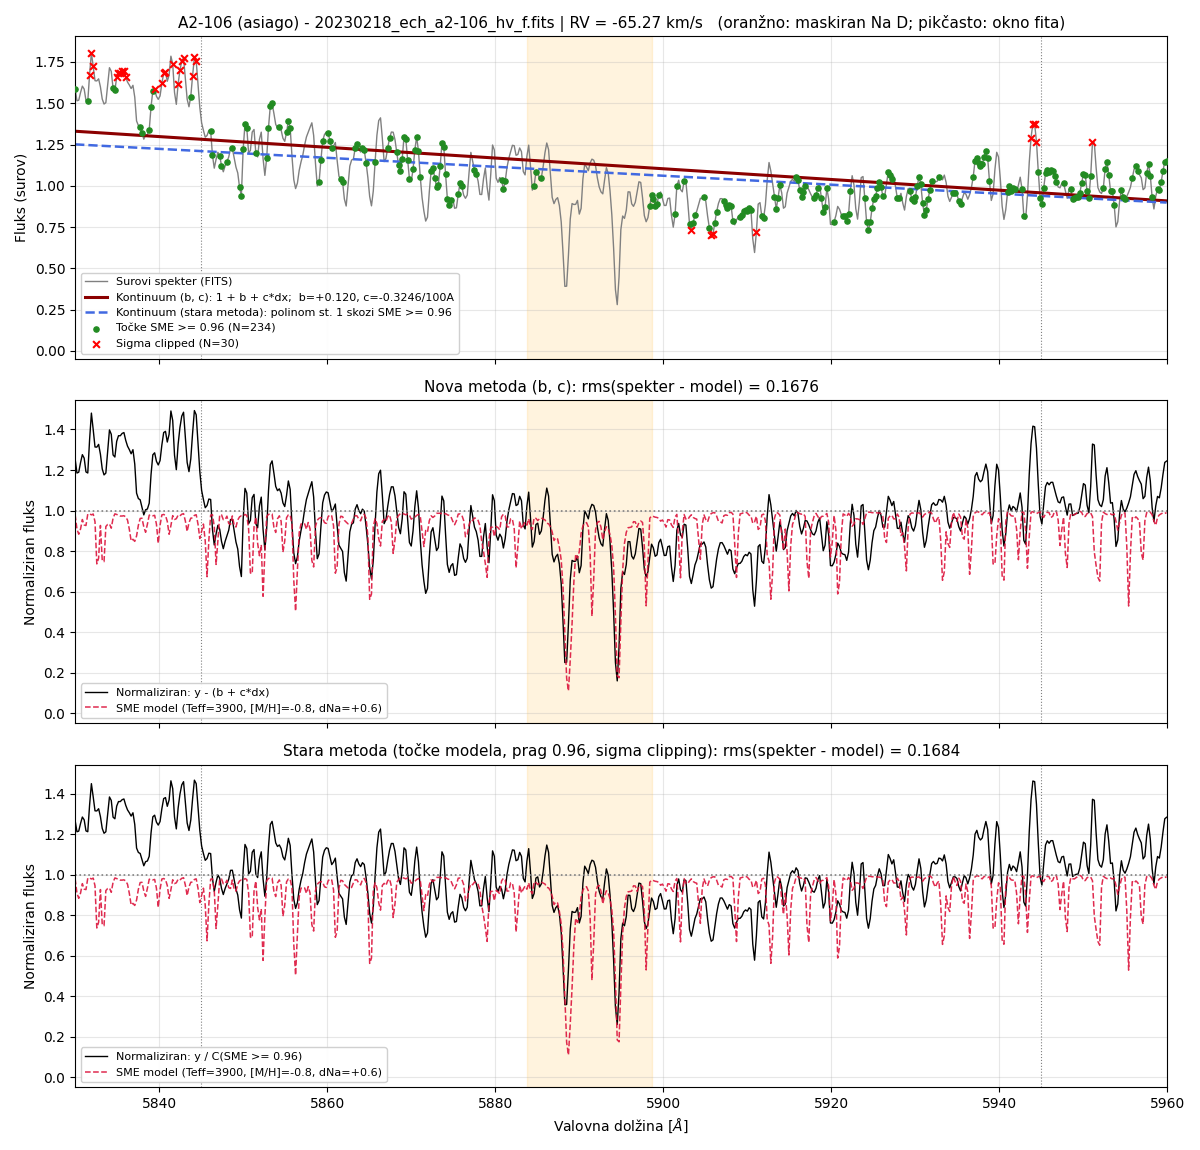 A2-106 (asiago) - 20230218_ech_a2-106_hv_f.fits | RV = -65.27 km/s   (oranžno: maskiran Na D; pikčasto: okno fita)
Fluks (surov)
1.75
1.50
1.25
1.00
0.75
0.50
0.25
0.00
Surovi spekter (FITS)
Kontinuum (b, c): 1 + b + c*dx;  b=+0.120, c=-0.3246/100A
Kontinuum (stara metoda): polinom st. 1 skozi SME >= 0.96
Točke SME >= 0.96 (N=234)
Sigma clipped (N=30)
Nova metoda (b, c): rms(spekter - model) = 0.1676
Normaliziran fluks
1.4
1.2
1.0
0.8
0.6
0.4
0.2
0.0
Normaliziran: y - (b + c*dx)
SME model (Teff=3900, [M/H]=-0.8, dNa=+0.6)
Stara metoda (točke modela, prag 0.96, sigma clipping): rms(spekter - model) = 0.1684
Normaliziran fluks
1.4
1.2
1.0
0.8
0.6
0.4
0.2
0.0
Normaliziran: y / C(SME >= 0.96)
SME model (Teff=3900, [M/H]=-0.8, dNa=+0.6)
5840 5860 5880 5900 5920 5940 5960
Valovna dolžina [Å]